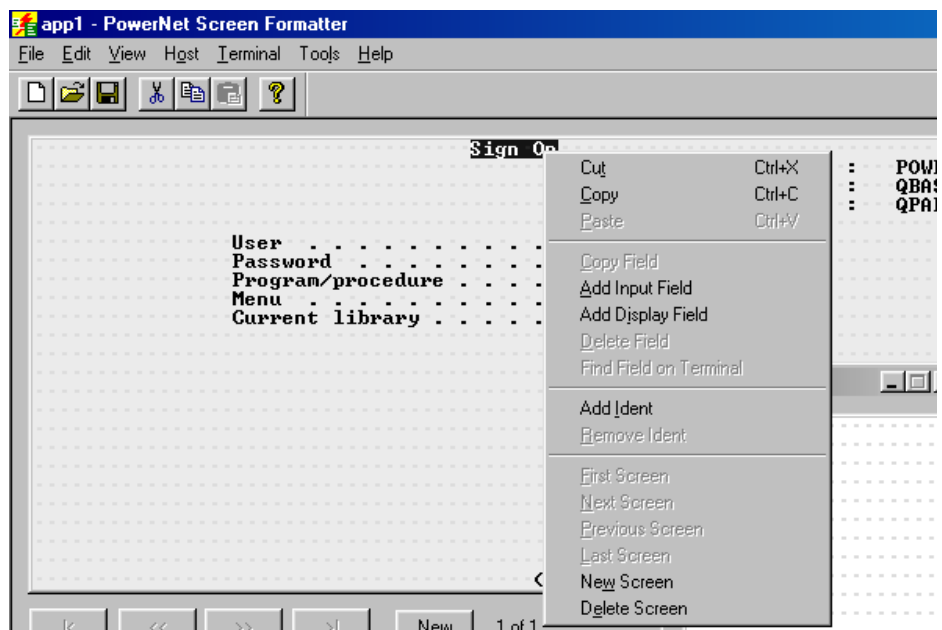 app1 - PowerNet Screen Formatter
File Edit View Host Terminal Tools Help
Sign On
: POWE
: QBAS
: QPAI
User . . . . . . . . . .
Password . . . . . . . . .
Program/procedure . . . . .
Menu . . . . . . . . . .
Current library . . . . . .
Cut Ctrl+X
Copy Ctrl+C
Paste Ctrl+V
Copy Field
Add Input Field
Add Display Field
Delete Field
Find Field on Terminal
Add Ident
Remove Ident
First Screen
Next Screen
Previous Screen
Last Screen
New Screen
Delete Screen
(
|< << >> >| New 1 of 1